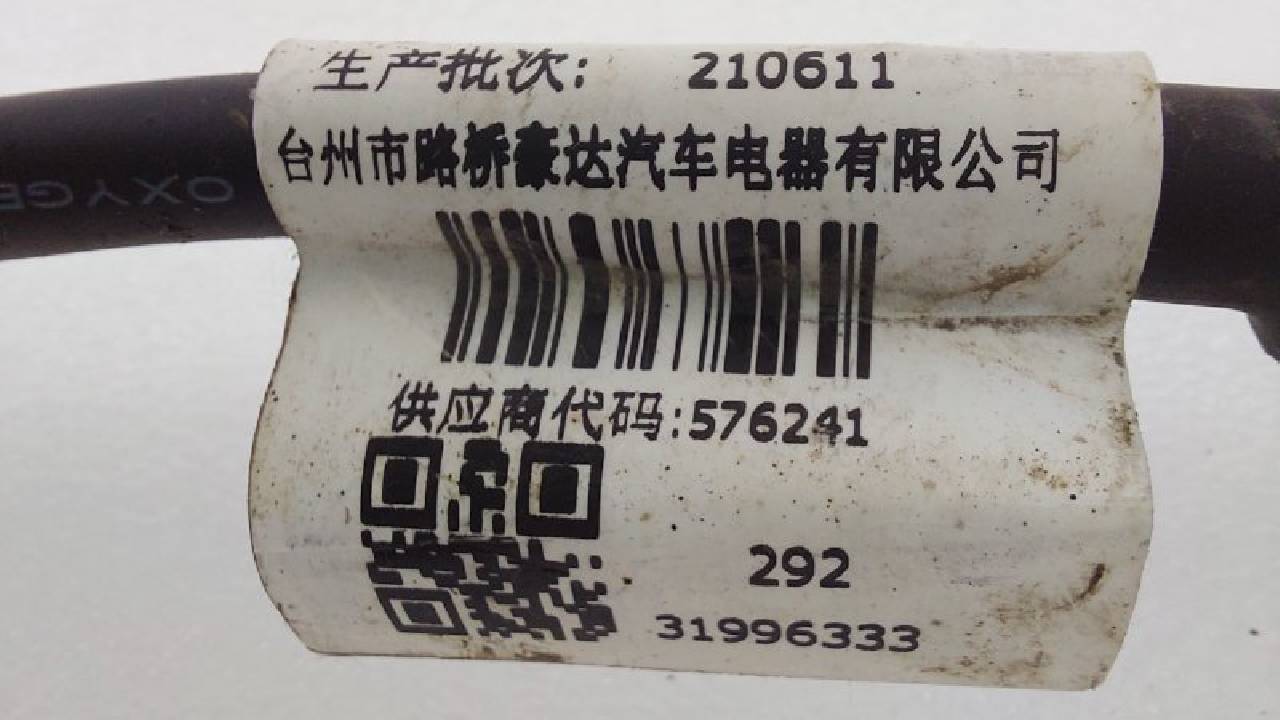 生产批次: 210611
台州市路桥豪达汽车电器有限公司
供应商代码:576241
292
31996333
OXYGE